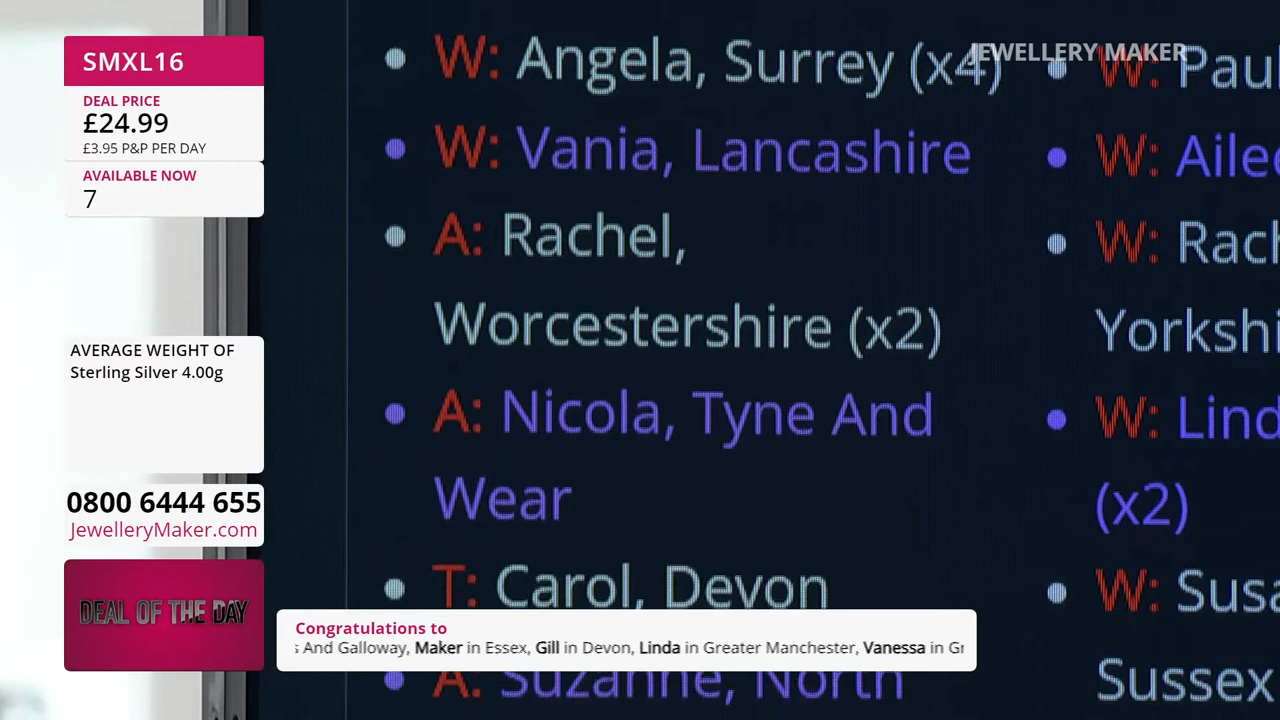 SMXL16
DEAL PRICE
£24.99
£3.95 P&P PER DAY
AVAILABLE NOW
7
AVERAGE WEIGHT OF
Sterling Silver 4.00g
0800 6444 655
JewelleryMaker.com
DEAL OF THE DAY
JEWELLERY MAKER
W: Angela, Surrey (x4)
W: Vania, Lancashire
A: Rachel,
Worcestershire (x2)
A: Nicola, Tyne And
Wear
T: Carol, Devon
A: Suzanne, North
W:
W:
W:
W:
(x2)
W:
Sussex
Congratulations to
And Galloway, Maker in Essex, Gill in Devon, Linda in Greater Manchester, Vanessa in